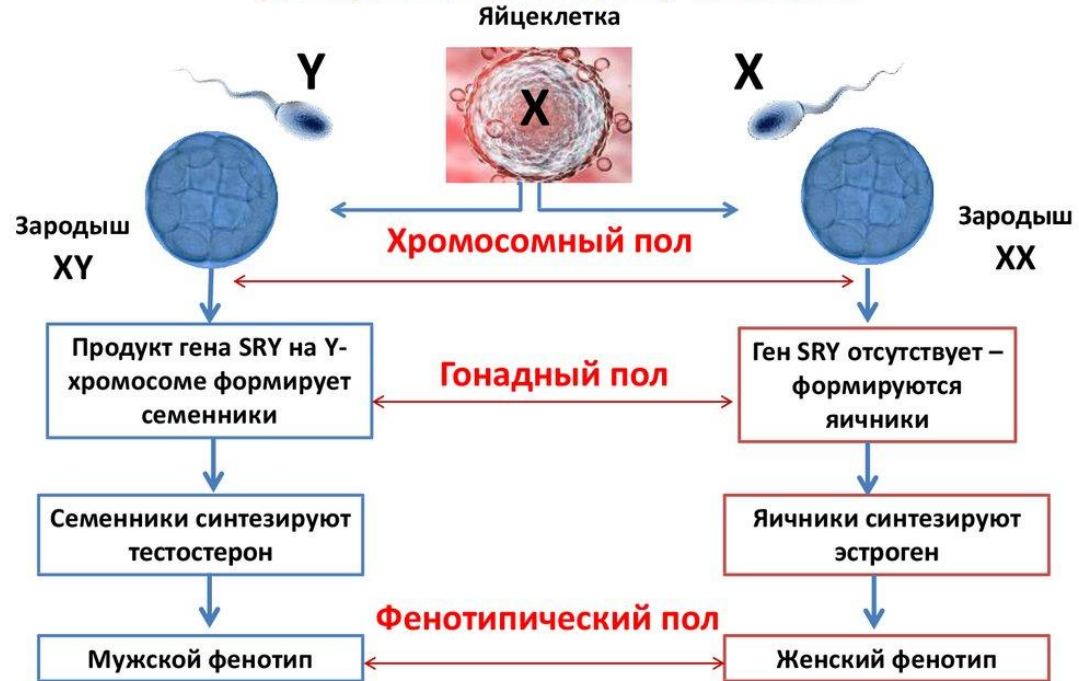 Яйцеклетка
Y
X
X
Зародыш
XY
Зародыш
XX
Хромосомный пол
Продукт гена SRY на Y-
хромосоме формирует
семенники
Гонадный пол
Ген SRY отсутствует –
формируются
яичники
Семенники синтезируют
тестостерон
Яичники синтезируют
эстроген
Фенотипический пол
Мужской фенотип
Женский фенотип